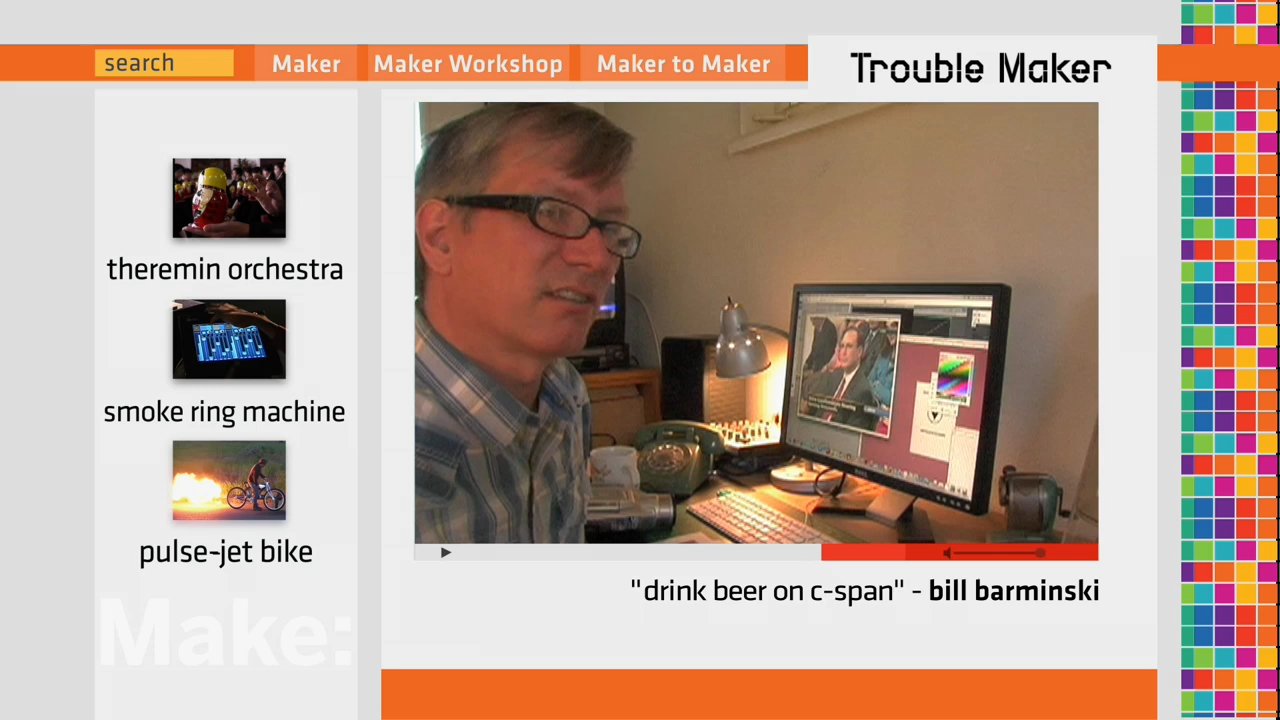 search
Maker
Maker Workshop
Maker to Maker
Trouble Maker
theremin orchestra
smoke ring machine
pulse-jet bike
Make:
"drink beer on c-span" - bill barminski